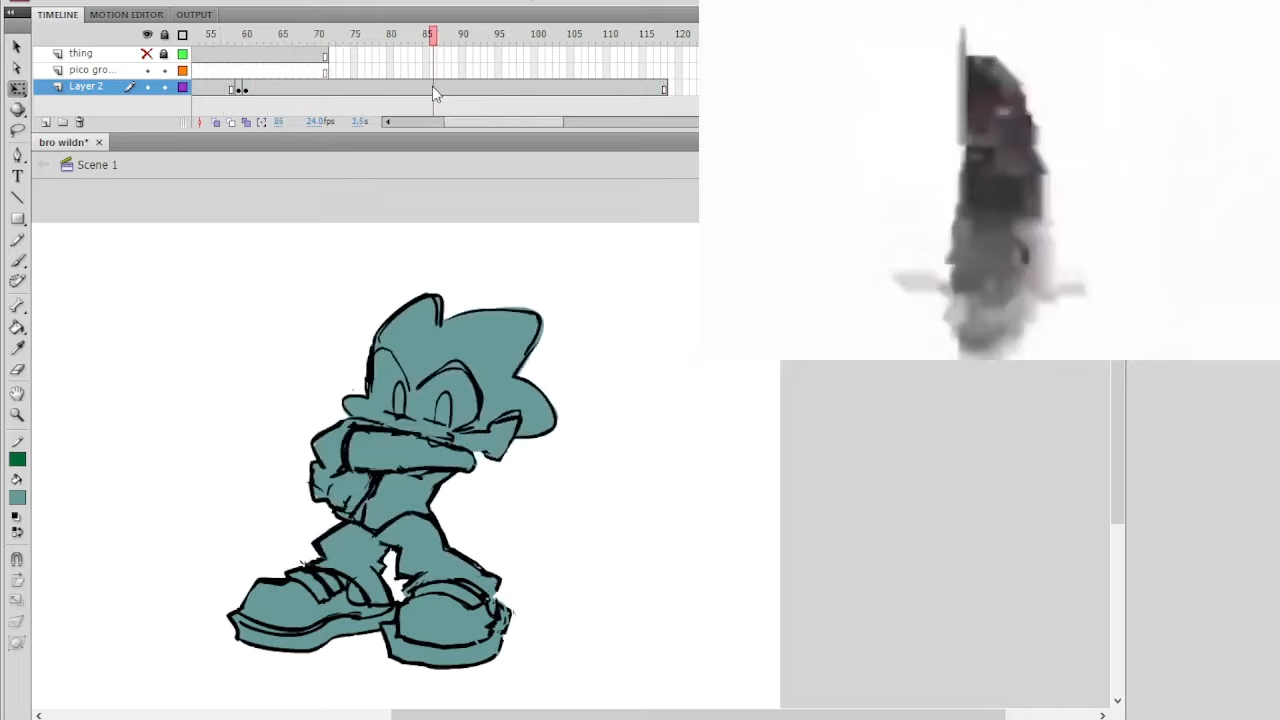 TIMELINE MOTION EDITOR OUTPUT
55 60 65 70 75 80 85 90 95 100 105 110 115 120
thing
pico gro...
Layer 2
85 24.0fps 3.5s
bro wildn* ×
Scene 1